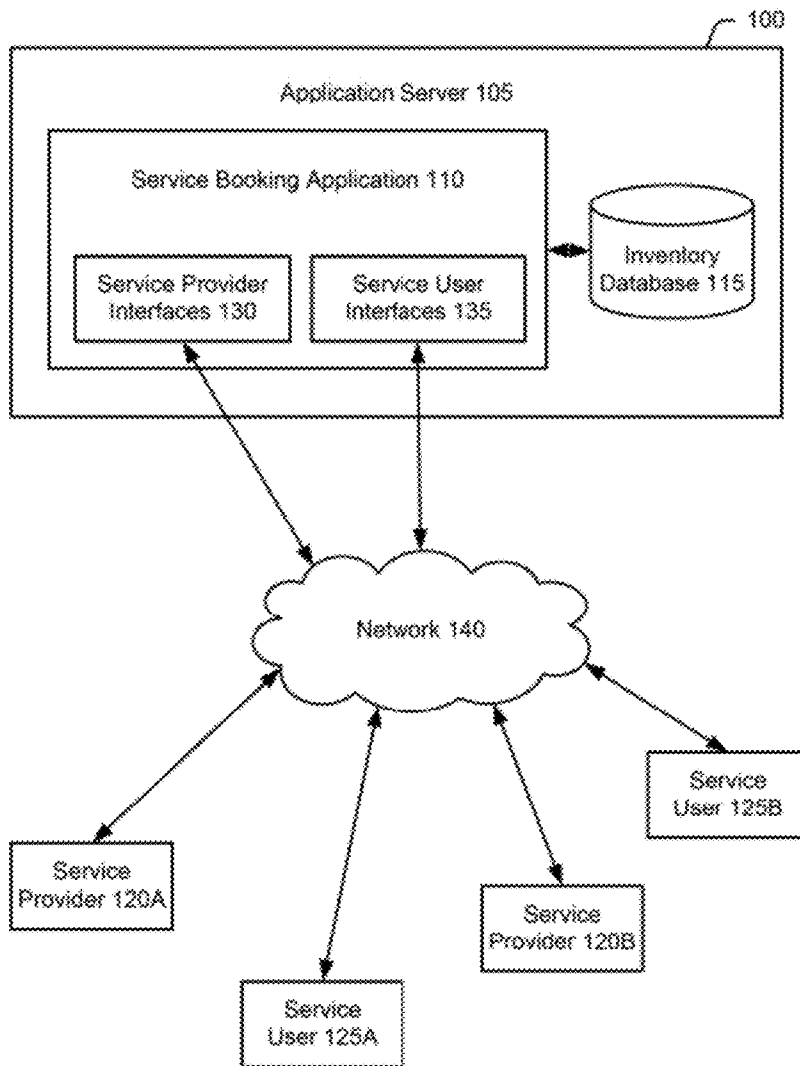 100
Application Server 105
Service Booking Application 110
Service Provider
Interfaces 130
Service User
Interfaces 135
Inventory
Database 115
Network 140
Service
User 125B
Service
Provider 120A
Service
Provider 120B
Service
User 125A